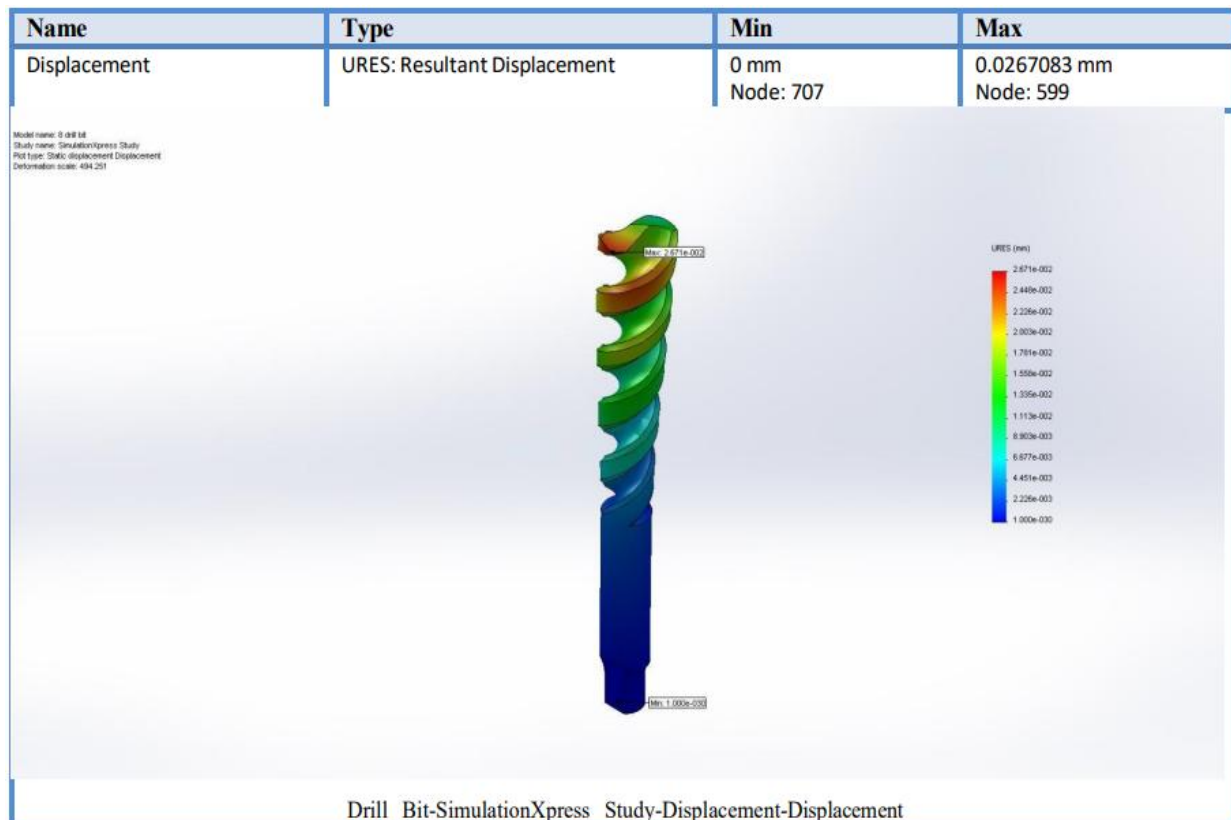 Name Type Min Max
Displacement URES: Resultant Displacement 0 mm 0.0267083 mm
Node: 707 Node: 599
Model name: 8 drill bit
Study name: SimulationXpress Study
Plot type: Static displacement Displacement
Deformation scale: 494.251
Max: 2.671e-002
URES (mm)
2.671e-002
2.448e-002
2.226e-002
2.003e-002
1.781e-002
1.558e-002
1.335e-002
1.113e-002
8.903e-003
6.677e-003
4.451e-003
2.226e-003
1.000e-030
Min: 1.000e-030
Drill Bit-SimulationXpress Study-Displacement-Displacement